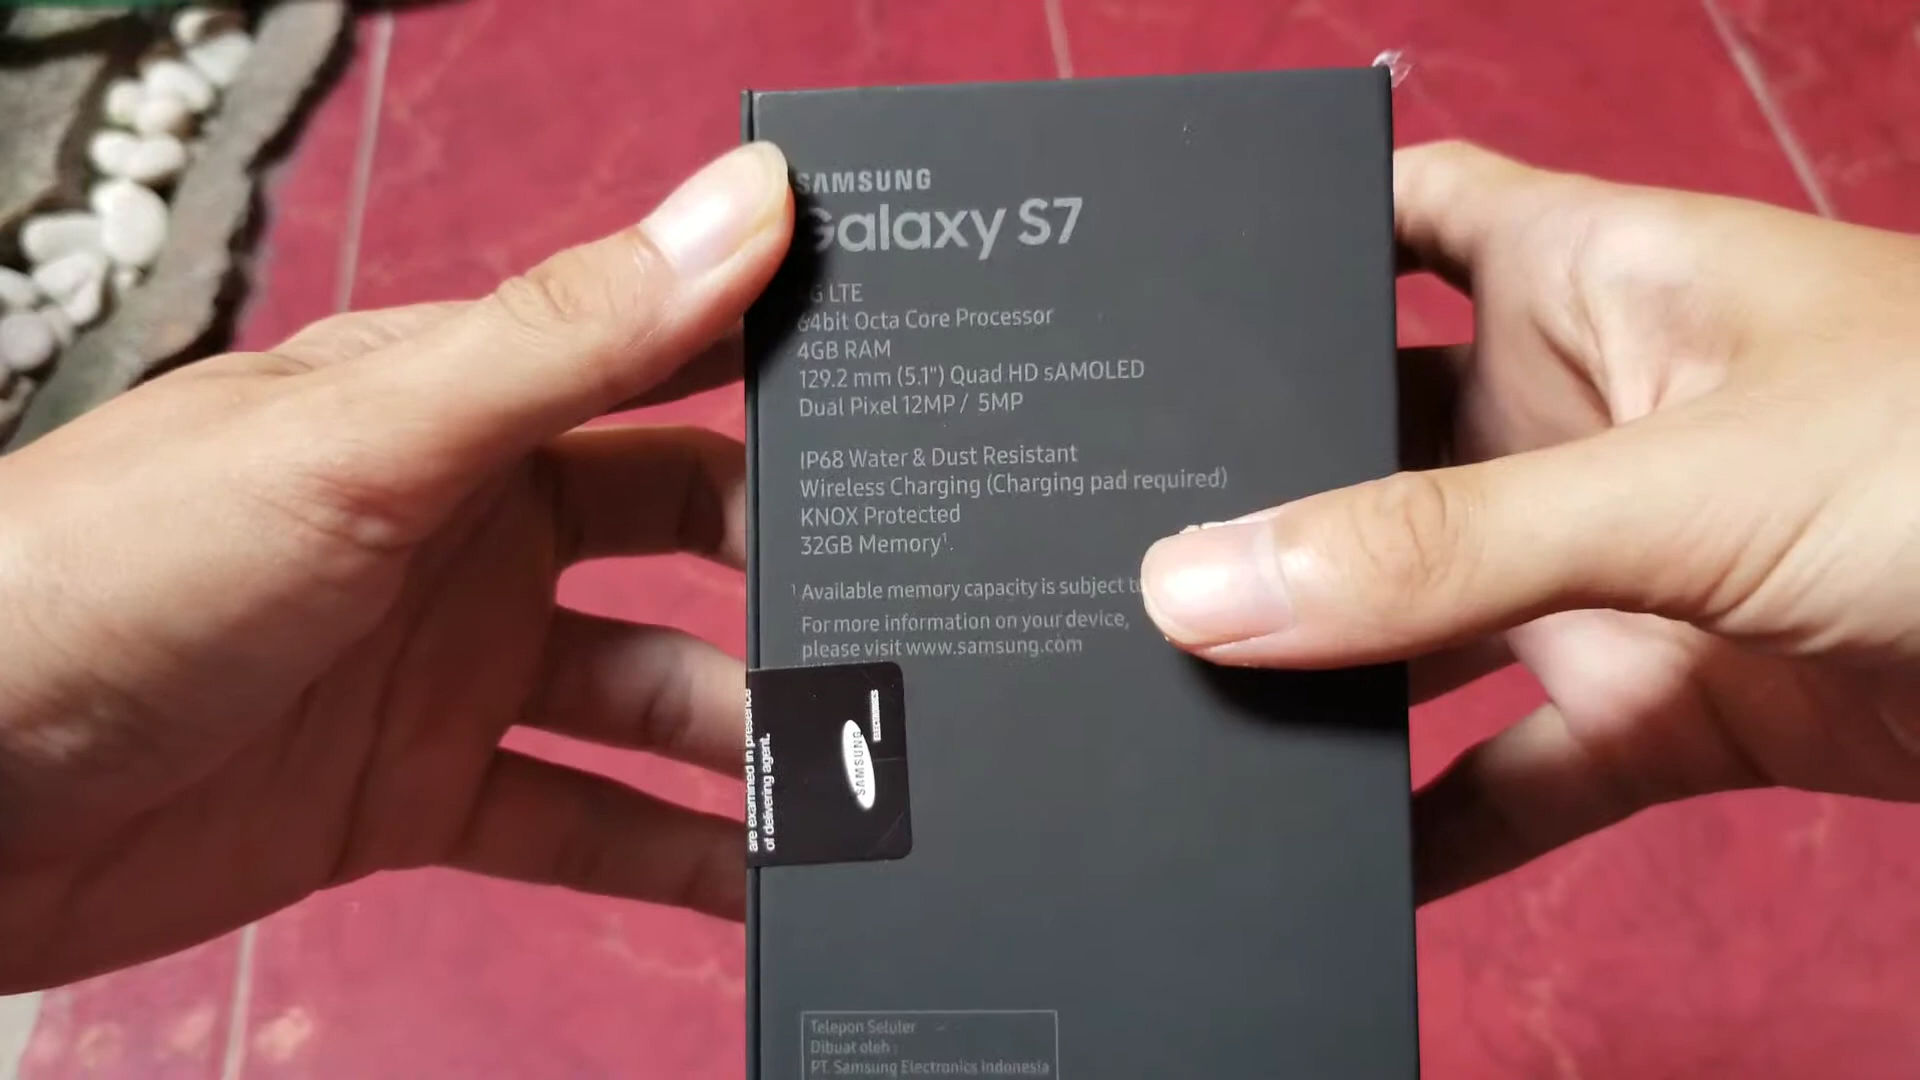 SAMSUNG
Galaxy S7
G LTE
64bit Octa Core Processor
4GB RAM
129.2 mm (5.1") Quad HD sAMOLED
Dual Pixel 12MP / 5MP
IP68 Water & Dust Resistant
Wireless Charging (Charging pad required)
KNOX Protected
32GB Memory¹.
¹ Available memory capacity is subject to
For more information on your device,
please visit www.samsung.com
are examined in presence
of delivering agent.
SAMSUNG
ELECTRONICS
Telepon Seluler
Dibuat oleh :
PT. Samsung Electronics Indonesia